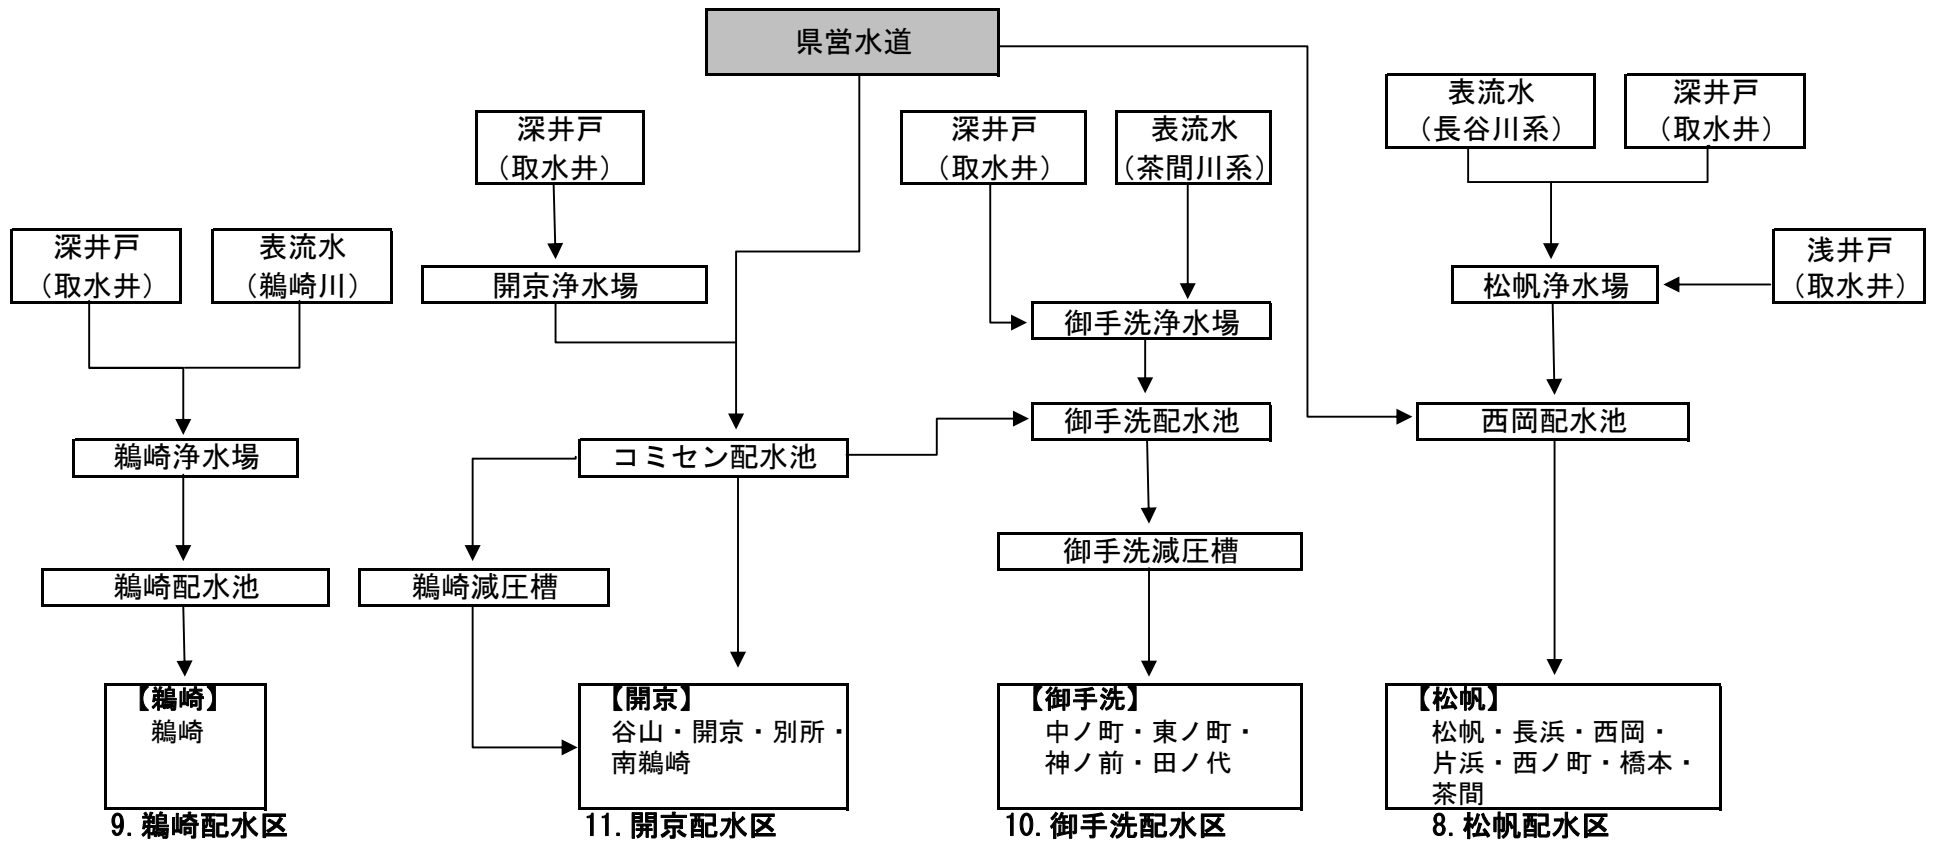 県営水道
表流水
（長谷川系）
深井戸
（取水井）
深井戸
（取水井）
深井戸
（取水井）
表流水
（茶間川系）
深井戸
（取水井）
表流水
（鵜崎川）
浅井戸
（取水井）
開京浄水場
松帆浄水場
御手洗浄水場
御手洗配水池
西岡配水池
鵜崎浄水場
コミセン配水池
御手洗減圧槽
鵜崎配水池
鵜崎減圧槽
【鵜崎】
鵜崎
9. 鵜崎配水区
【開京】
谷山・開京・別所・
南鵜崎
11. 開京配水区
【御手洗】
中ノ町・東ノ町・
神ノ前・田ノ代
10. 御手洗配水区
【松帆】
松帆・長浜・西岡・
片浜・西ノ町・橋本・
茶間
8. 松帆配水区